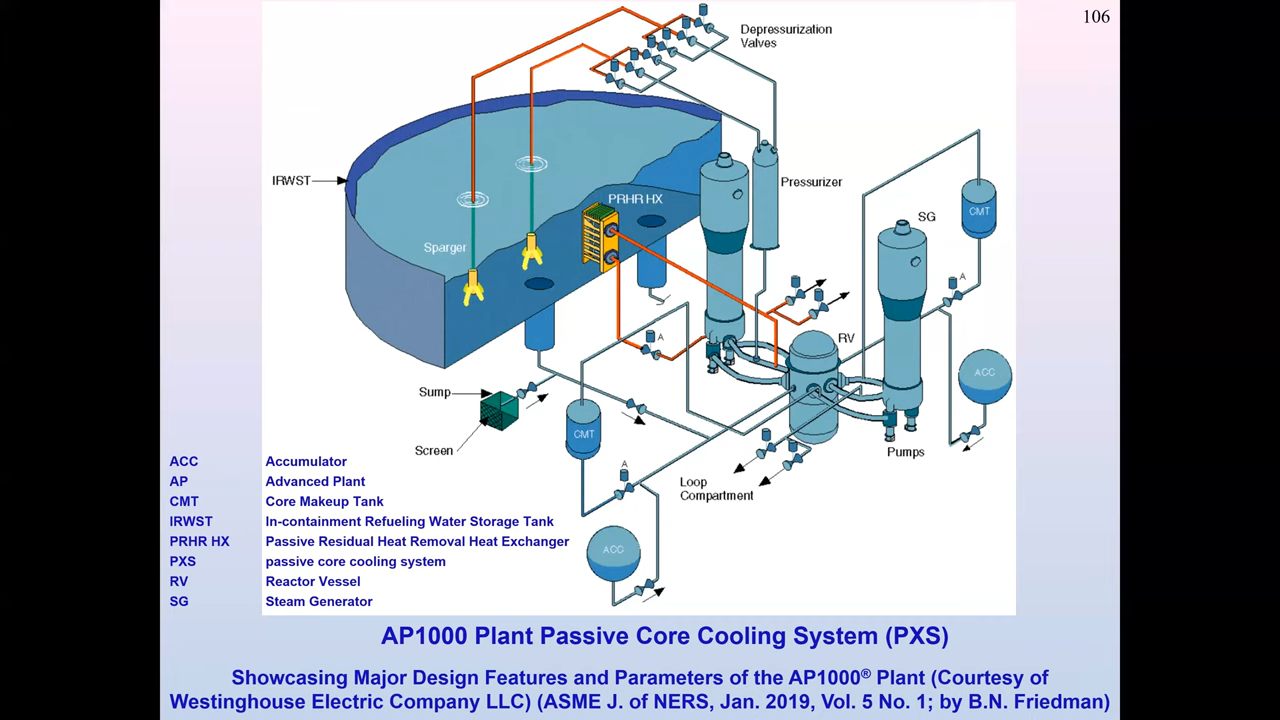 106
Depressurization
Valves
IRWST
PRHR HX
Pressurizer
CMT
SG
Sparger
A
A
RV
ACC
Sump
CMT
Screen
Pumps
A
Loop
Compartment
ACC
ACC Accumulator
AP Advanced Plant
CMT Core Makeup Tank
IRWST In-containment Refueling Water Storage Tank
PRHR HX Passive Residual Heat Removal Heat Exchanger
PXS passive core cooling system
RV Reactor Vessel
SG Steam Generator
AP1000 Plant Passive Core Cooling System (PXS)
Showcasing Major Design Features and Parameters of the AP1000® Plant (Courtesy of
Westinghouse Electric Company LLC) (ASME J. of NERS, Jan. 2019, Vol. 5 No. 1; by B.N. Friedman)